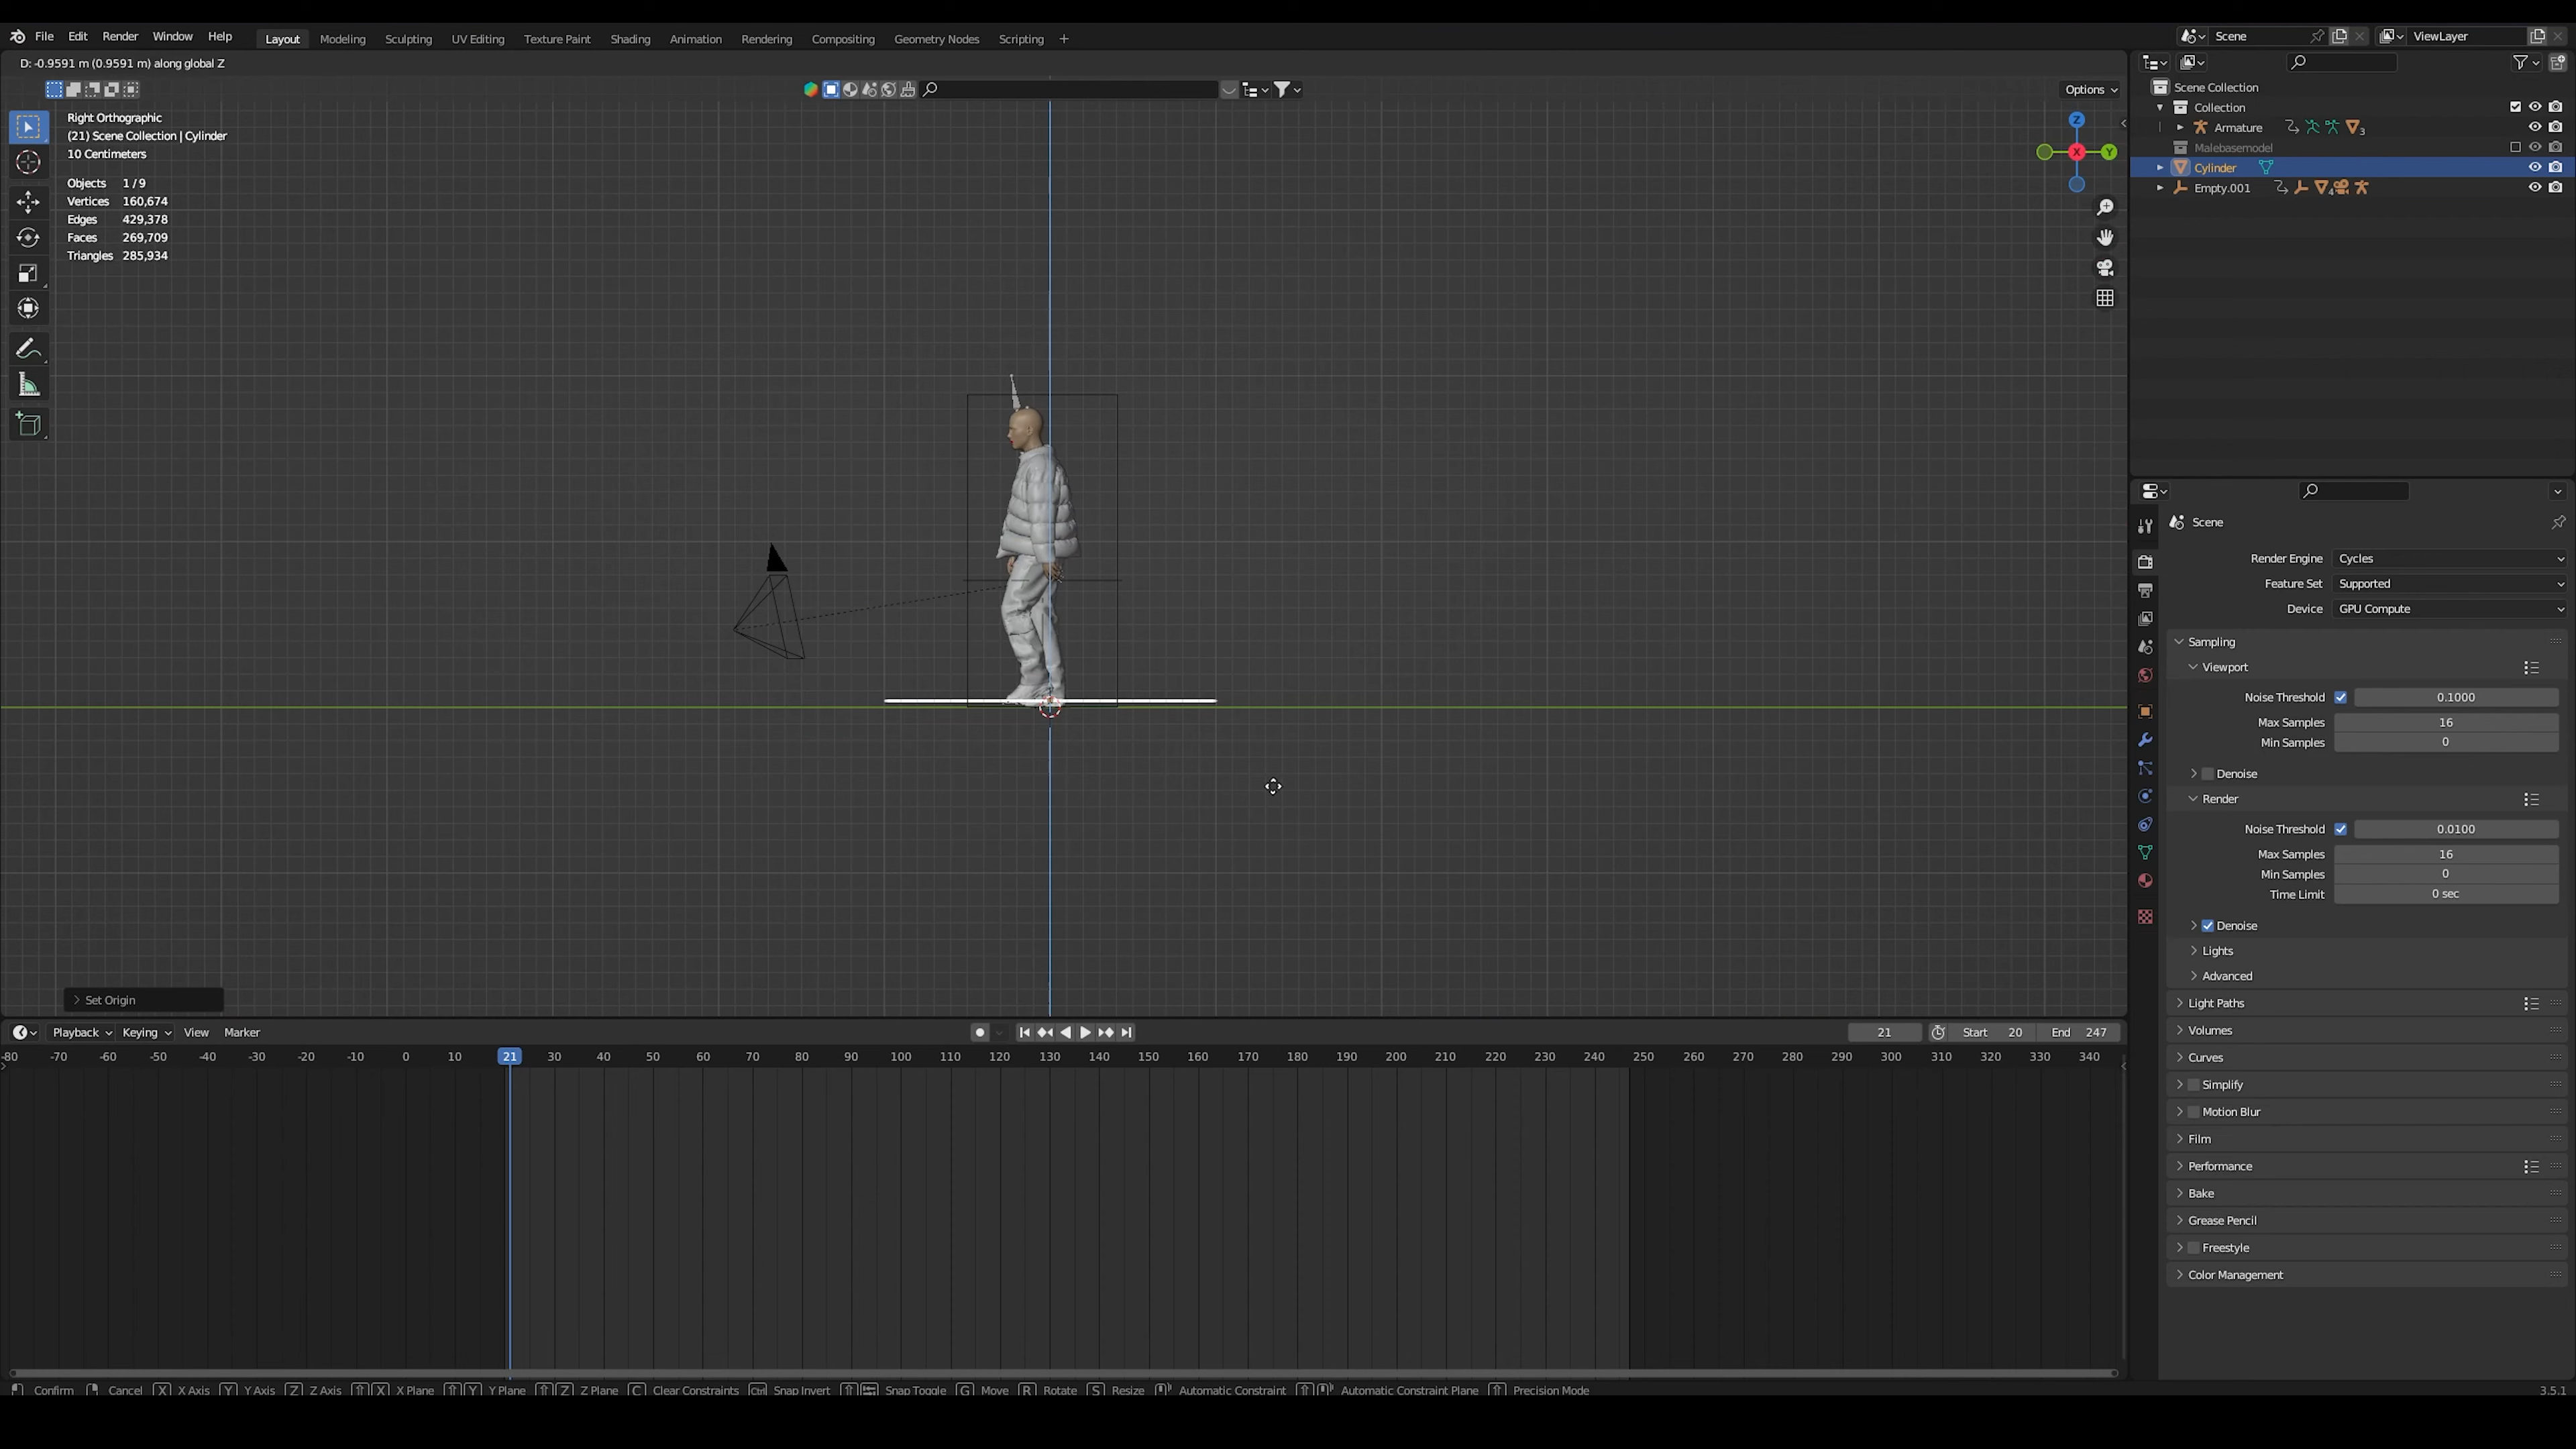 File Edit Render Window Help Layout Modeling Sculpting UV Editing Texture Paint Shading Animation Rendering Compositing Geometry Nodes Scripting + Scene ViewLayer
D: -0.9591 m (0.9591 m) along global Z
Options
Right Orthographic
(21) Scene Collection | Cylinder
10 Centimeters
Objects 1 / 9
Vertices 160,674
Edges 429,378
Faces 269,709
Triangles 285,934
Z
X
Y
Set Origin
Scene Collection
Collection
Armature 3
Malebasemodel
Cylinder
Empty.001 4
Scene
Render Engine Cycles
Feature Set Supported
Device GPU Compute
Sampling
Viewport
Noise Threshold 0.1000
Max Samples 16
Min Samples 0
Denoise
Render
Noise Threshold 0.0100
Max Samples 16
Min Samples 0
Time Limit 0 sec
Denoise
Lights
Advanced
Light Paths
Volumes
Curves
Simplify
Motion Blur
Film
Performance
Bake
Grease Pencil
Freestyle
Color Management
Playback Keying View Marker 21 Start 20 End 247
-80 -70 -60 -50 -40 -30 -20 -10 0 10 21 30 40 50 60 70 80 90 100 110 120 130 140 150 160 170 180 190 200 210 220 230 240 250 260 270 280 290 300 310 320 330 340
Confirm Cancel X X Axis Y Y Axis Z Z Axis X X Plane Y Y Plane Z Z Plane C Clear Constraints Ctrl Snap Invert Snap Toggle G Move R Rotate S Resize Automatic Constraint Automatic Constraint Plane Precision Mode 3.5.1